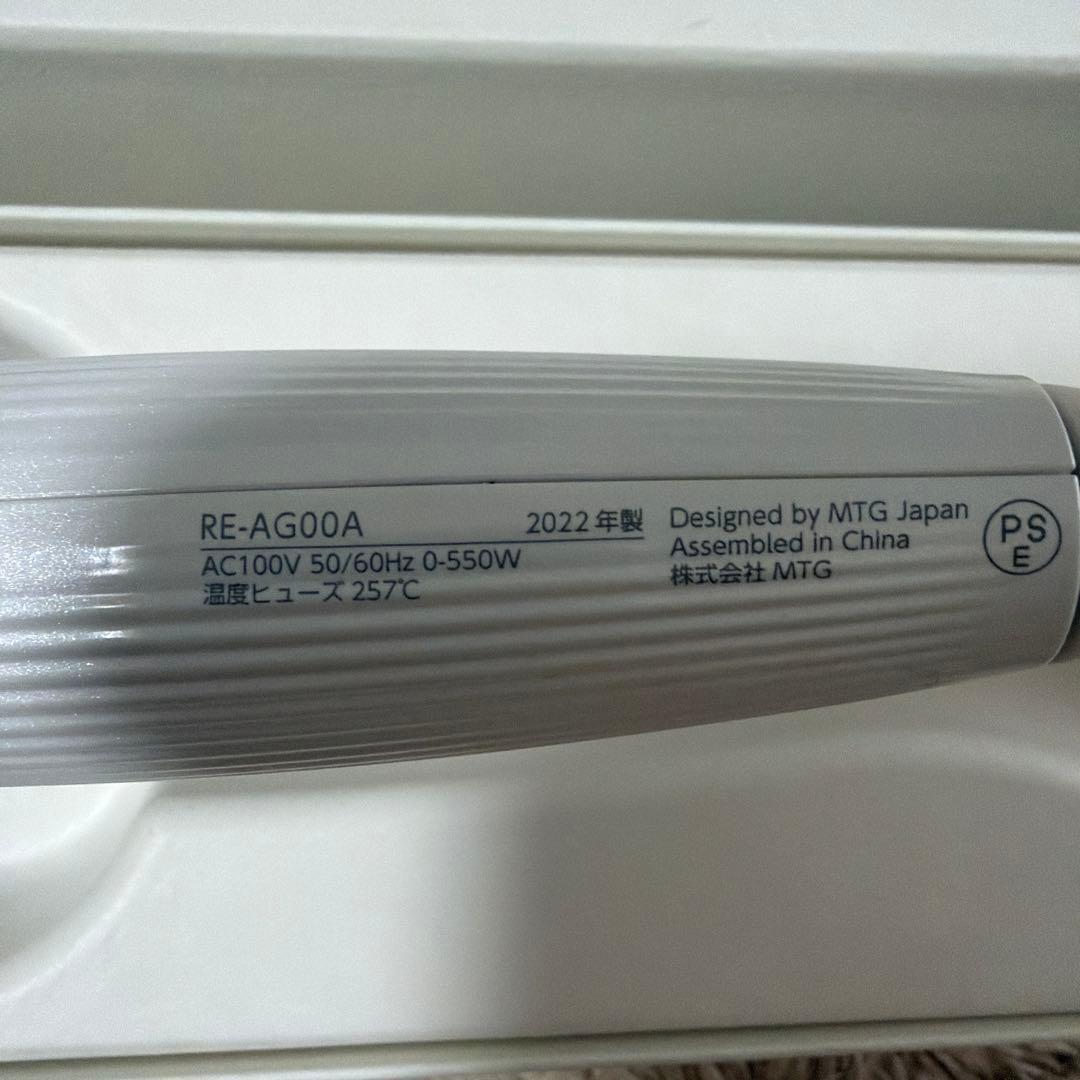 RE-AG00A 2022年製
AC100V 50/60Hz 0-550W
温度ヒューズ 257℃
Designed by MTG Japan
Assembled in China
株式会社 MTG
PS
E